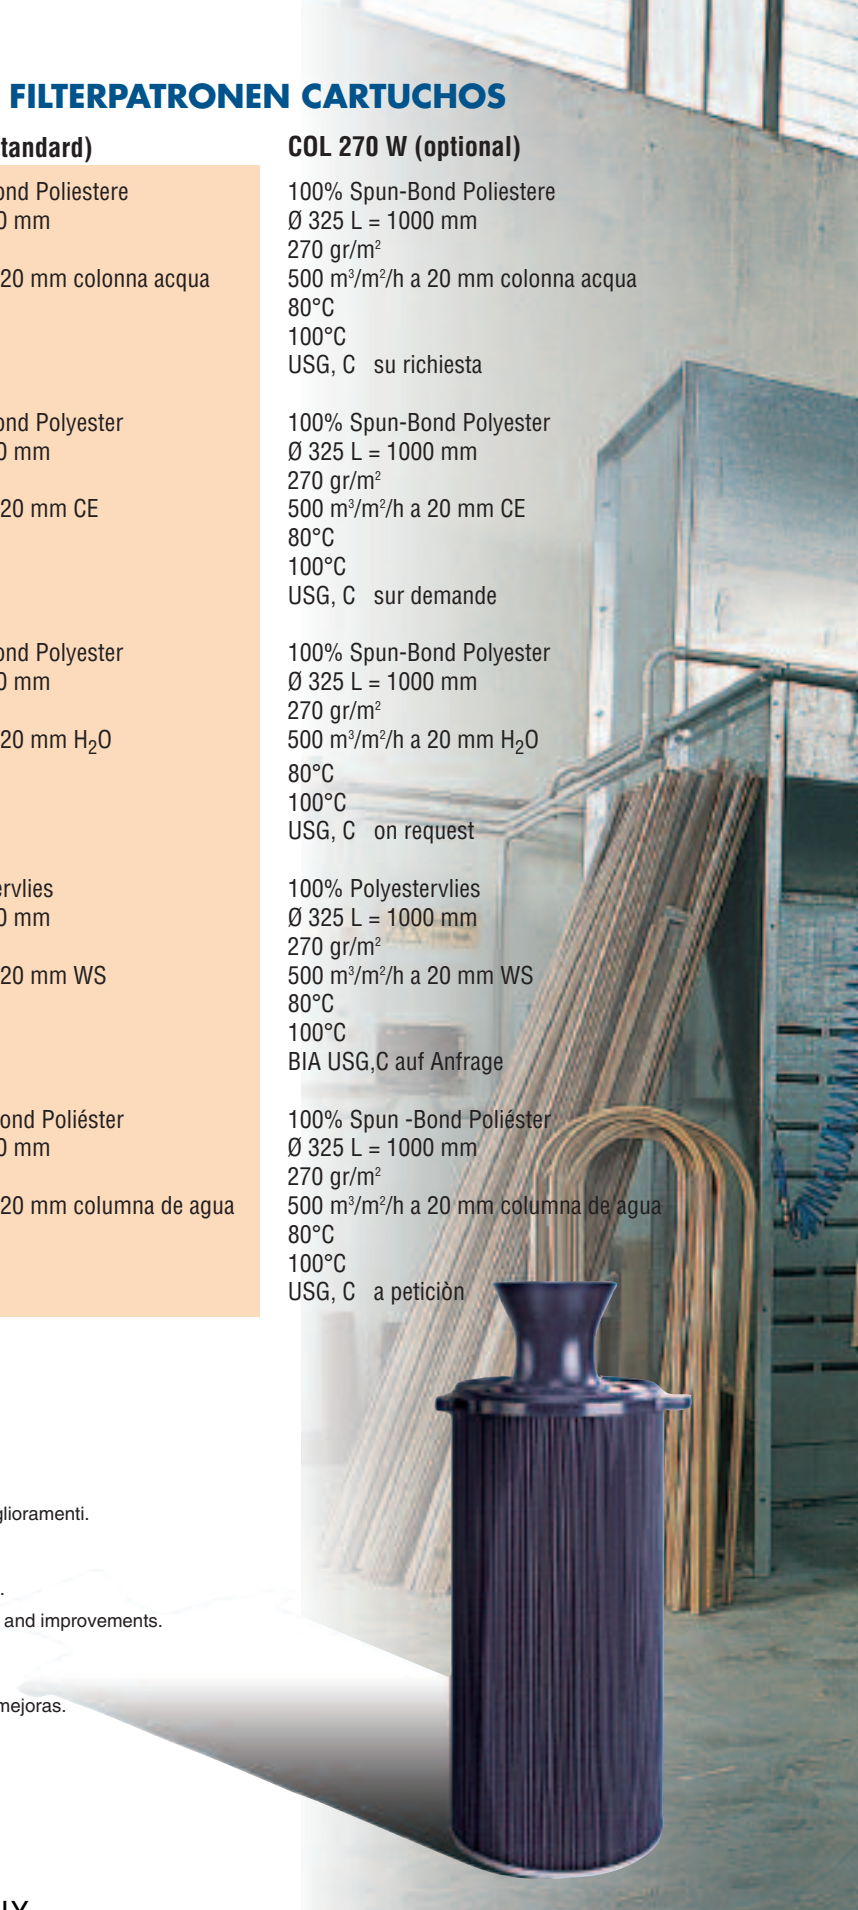 FILTERPATRONEN CARTUCHOS
tandard)
ond Poliestere
0 mm
20 mm colonna acqua
ond Polyester
0 mm
20 mm CE
ond Polyester
0 mm
20 mm H₂O
ervlies
0 mm
20 mm WS
ond Poliéster
0 mm
20 mm columna de agua
COL 270 W (optional)
100% Spun-Bond Poliestere
Ø 325 L = 1000 mm
270 gr/m²
500 m³/m²/h a 20 mm colonna acqua
80°C
100°C
USG, C su richiesta
100% Spun-Bond Polyester
Ø 325 L = 1000 mm
270 gr/m²
500 m³/m²/h a 20 mm CE
80°C
100°C
USG, C sur demande
100% Spun-Bond Polyester
Ø 325 L = 1000 mm
270 gr/m²
500 m³/m²/h a 20 mm H₂O
80°C
100°C
USG, C on request
100% Polyestervlies
Ø 325 L = 1000 mm
270 gr/m²
500 m³/m²/h a 20 mm WS
80°C
100°C
BIA USG,C auf Anfrage
100% Spun -Bond Poliéster
Ø 325 L = 1000 mm
270 gr/m²
500 m³/m²/h a 20 mm columna de agua
80°C
100°C
USG, C a peticiòn
glioramenti.
.
and improvements.
mejoras.